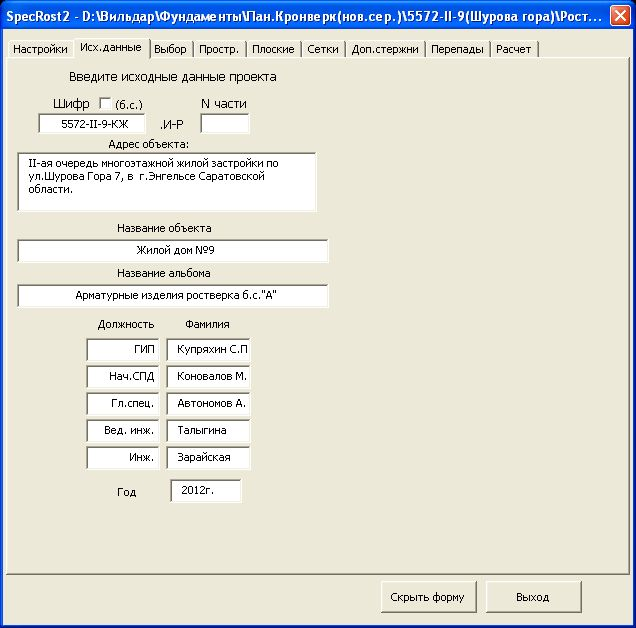 SpecRost2 - D:\Вильдар\Фундаменты\Пан.Кронверк(нов.сер.)\5572-II-9(Шурова гора)\Рост...
Настройки Исх.данные Выбор Простр. Плоские Сетки Доп.стержни Перепады Расчет
Введите исходные данные проекта
Шифр (б.с.) N части
5572-II-9-КЖ .И-Р
Адрес объекта:
II-ая очередь многоэтажной жилой застройки по
ул.Шурова Гора 7, в г.Энгельсе Саратовской
области.
Название объекта
Жилой дом №9
Название альбома
Арматурные изделия ростверка б.с."А"
Должность Фамилия
ГИП Купряхин С.П
Нач.СПД Коновалов М.
Гл.спец. Автономов А.
Вед. инж. Талыгина
Инж. Зарайская
Год 2012г.
Скрыть форму Выход